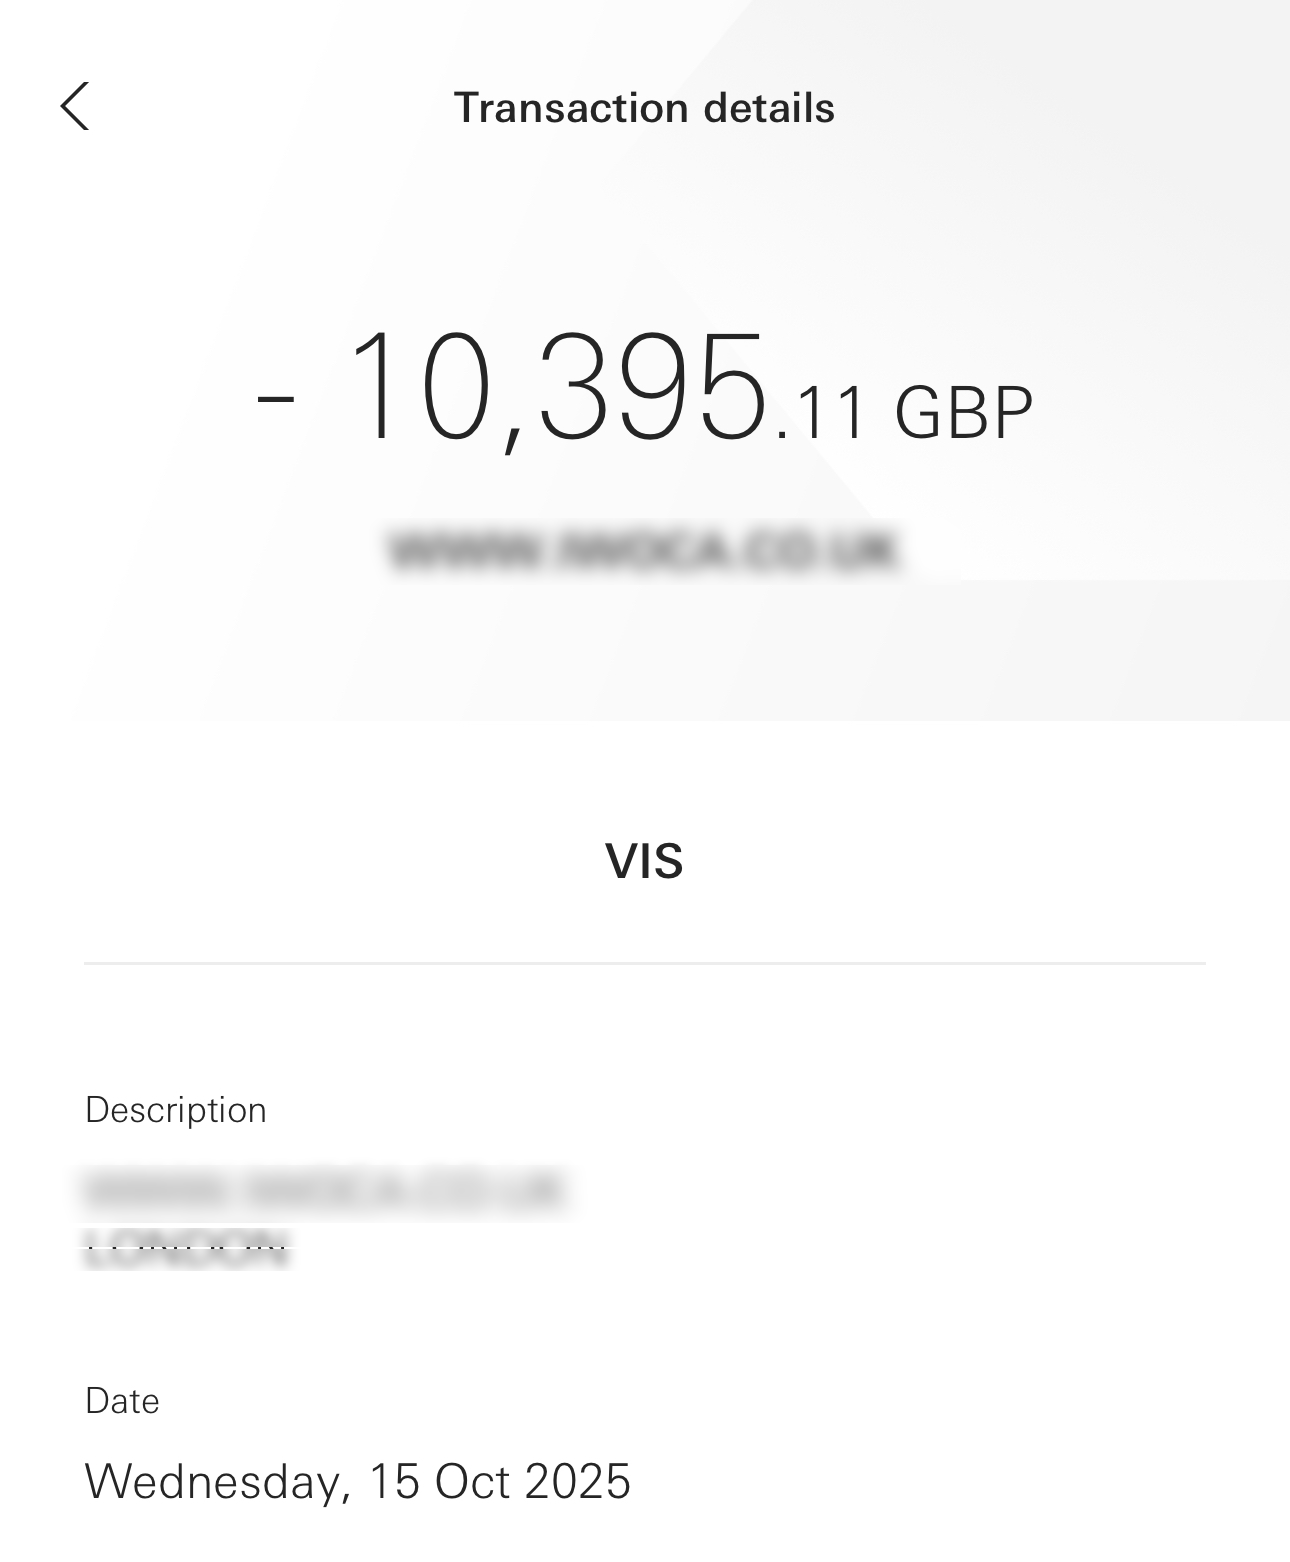 Transaction details
- 10,395.11 GBP
VIS
Description
Date
Wednesday, 15 Oct 2025